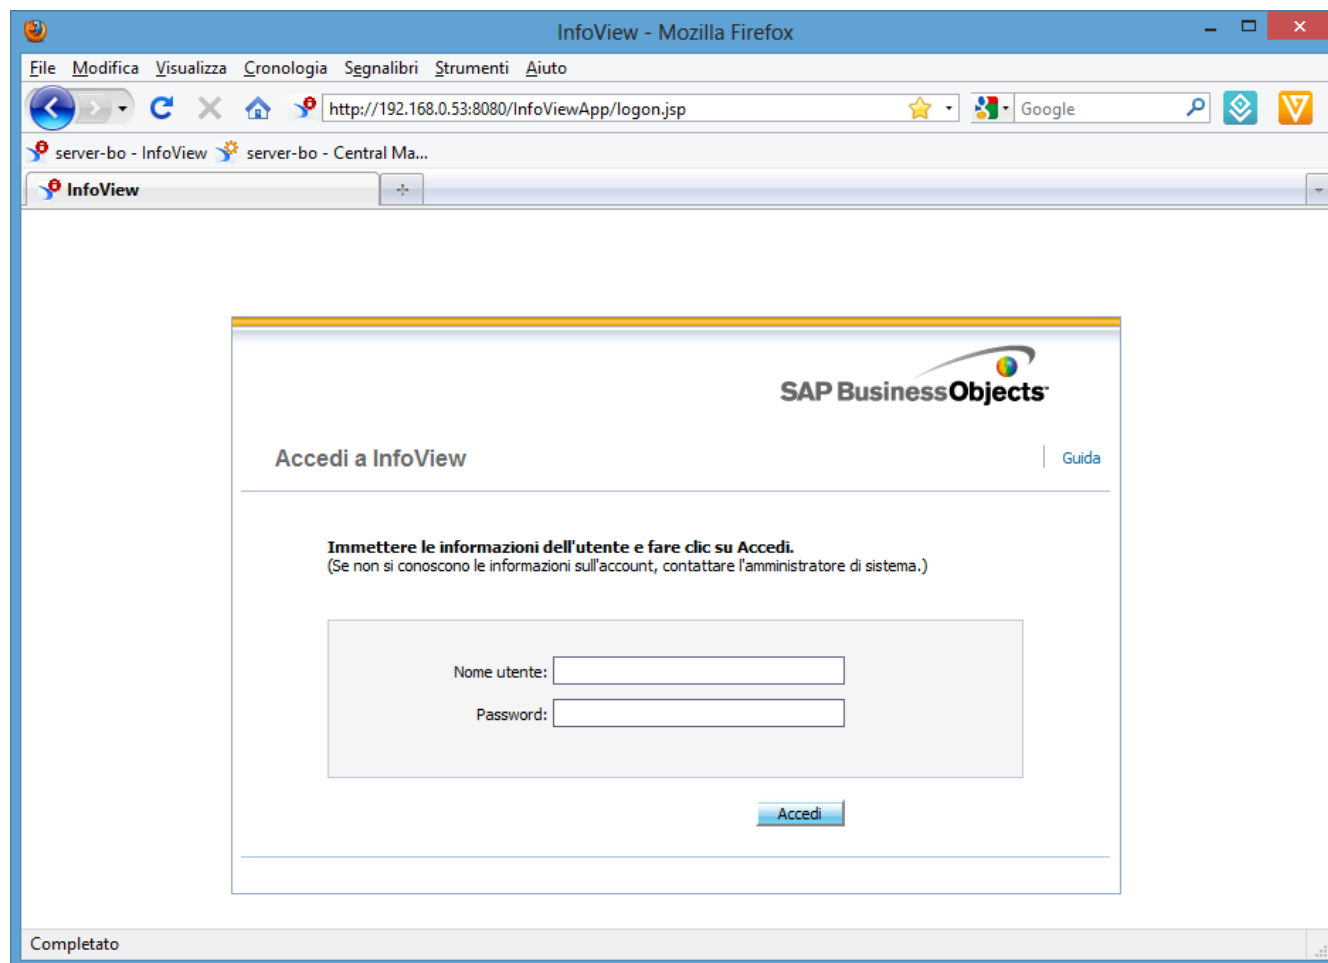 InfoView - Mozilla Firefox
File Modifica Visualizza Cronologia Segnalibri Strumenti Aiuto
http://192.168.0.53:8080/InfoViewApp/logon.jsp Google
server-bo - InfoView server-bo - Central Ma...
InfoView
SAP BusinessObjects
Accedi a InfoView Guida
Immettere le informazioni dell'utente e fare clic su Accedi.
(Se non si conoscono le informazioni sull'account, contattare l'amministratore di sistema.)
Nome utente:
Password:
Accedi
Completato